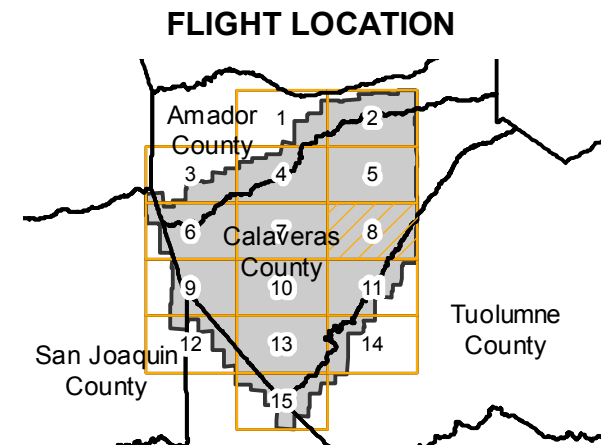 FLIGHT LOCATION
Amador
County
1
2
3
4
5
6
7
8
Calaveras
County
9
10
11
12
13
14
Tuolumne
County
San Joaquin
County
15